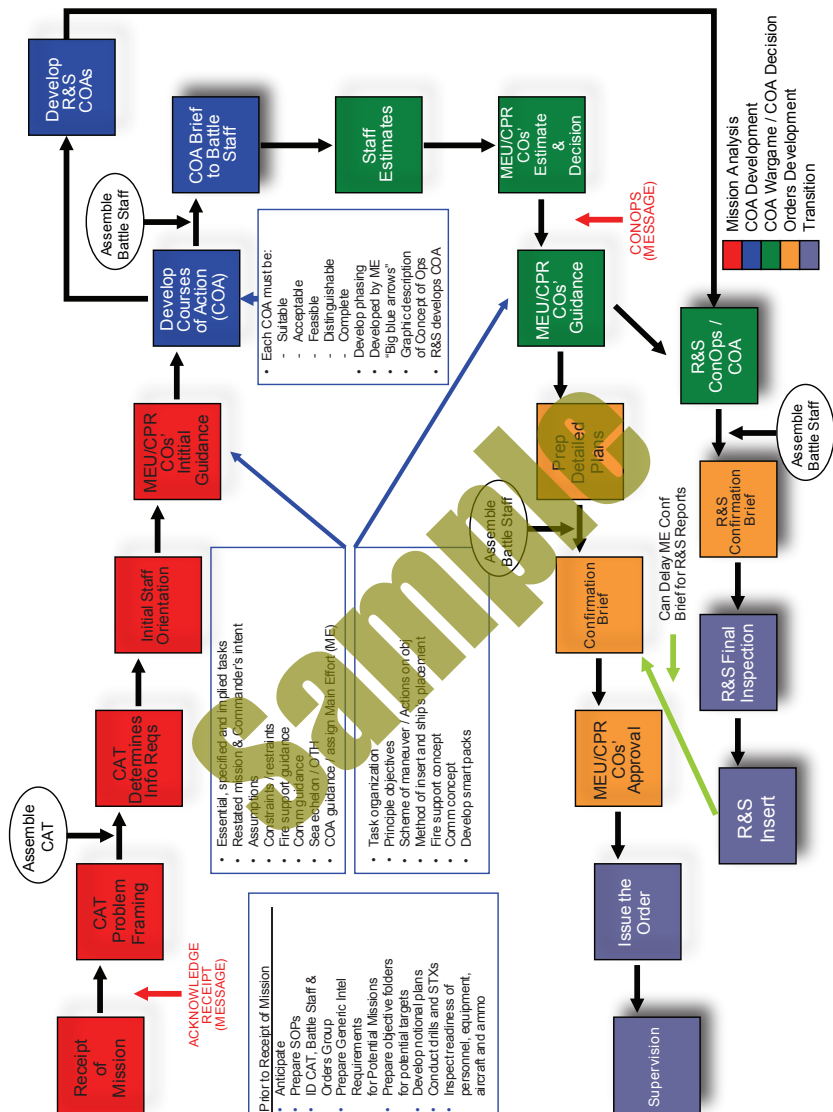 Receipt
of
Mission
ACKNOWLEDGE
RECEIPT
(MESSAGE)
CAT
Problem
Framing
Assemble
CAT
CAT
Determines
Info Reqs
Initial Staff
Orientation
MEU/CPR
COs'
Intitial
Guidance
Develop
Courses
of Action
(COA)
Assemble
Battle Staff
COA Brief
to Battle
Staff
Develop
R&S
COAs
Staff
Estimates
MEU/CPR
COs'
Estimate
&
Decision
CONOPS
(MESSAGE)
MEU/CPR
COs'
Guidance
Prep
Detailed
Plans
Assemble
Battle Staff
Confirmation
Brief
MEU/CPR
COs'
Approval
Issue the
Order
Supervision
R&S
ConOps /
COA
Assemble
Battle Staff
R&S
Confirmation
Brief
R&S Final
Inspection
R&S
Insert
Can Delay ME Conf
Brief for R&S Reports
Prior to Receipt of Mission
• Anticipate
• Prepare SOPs
• ID CAT, Battle Staff &
Orders Group
• Prepare Generic Intel
Requirements
for Potential Missions
• Prepare objective folders
for potential targets
• Develop notional plans
• Conduct drills and STXs
• Inspect readiness of
personnel, equipment,
aircraft and ammo
• Essential, specified and implied tasks
• Restated mission & Commander's intent
• Assumptions
• Constraints / restraints
• Fire support guidance
• Comm guidance
• Sea echelon / OTH
• COA guidance / assign Main Effort (ME)
• Task organization
• Principle objectives
• Scheme of maneuver / Actions on obj
• Method of insert and ship's placement
• Fire support concept
• Comm concept
• Develop smartpacks
• Each COA must be:
- Suitable
- Acceptable
- Feasible
- Distinguishable
- Complete
• Develop phasing
• Developed by ME
• "Big blue arrows"
• Graphic description
of Concept of Ops
• R&S develops COA
Mission Analysis
COA Development
COA Wargame / COA Decision
Orders Development
Transition
Sample